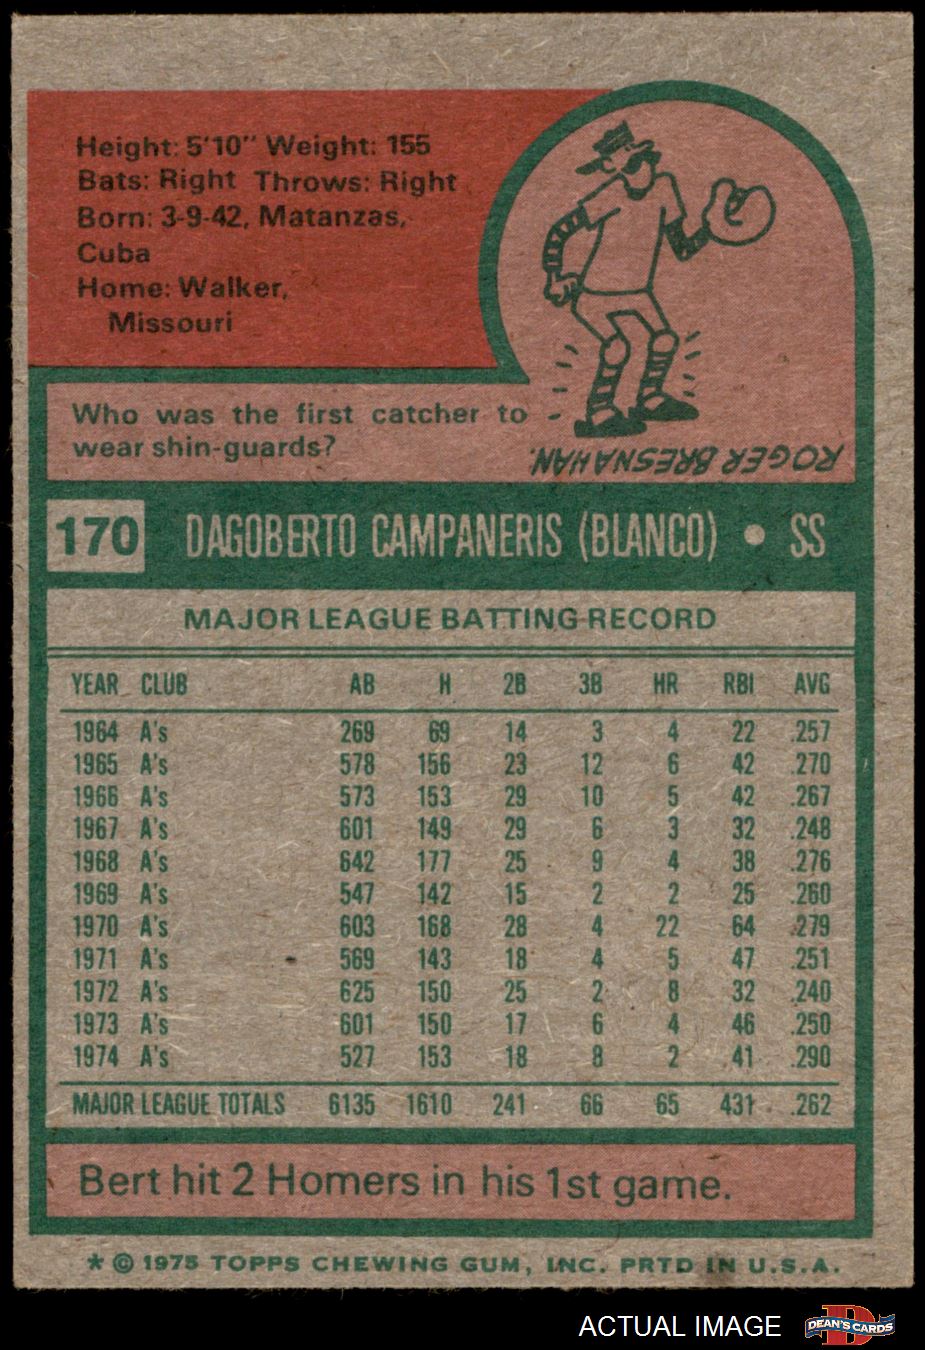 Height: 5'10" Weight: 155
Bats: Right Throws: Right
Born: 3-9-42, Matanzas,
Cuba
Home: Walker,
Missouri
Who was the first catcher to
wear shin-guards?
ROGER BRESNAHAN.
170 DAGOBERTO CAMPANERIS (BLANCO) • SS
MAJOR LEAGUE BATTING RECORD
YEAR CLUB AB H 2B 3B HR RBI AVG
1964 A's 269 69 14 3 4 22 .257
1965 A's 578 156 23 12 6 42 .270
1966 A's 573 153 29 10 5 42 .267
1967 A's 601 149 29 6 3 32 .248
1968 A's 642 177 25 9 4 38 .276
1969 A's 547 142 15 2 2 25 .260
1970 A's 603 168 28 4 22 64 .279
1971 A's 569 143 18 4 5 47 .251
1972 A's 625 150 25 2 8 32 .240
1973 A's 601 150 17 6 4 46 .250
1974 A's 527 153 18 8 2 41 .290
MAJOR LEAGUE TOTALS 6135 1610 241 66 65 431 .262
Bert hit 2 Homers in his 1st game.
* © 1975 TOPPS CHEWING GUM, INC. PRTD IN U.S.A.
ACTUAL IMAGE
DEAN'S CARDS